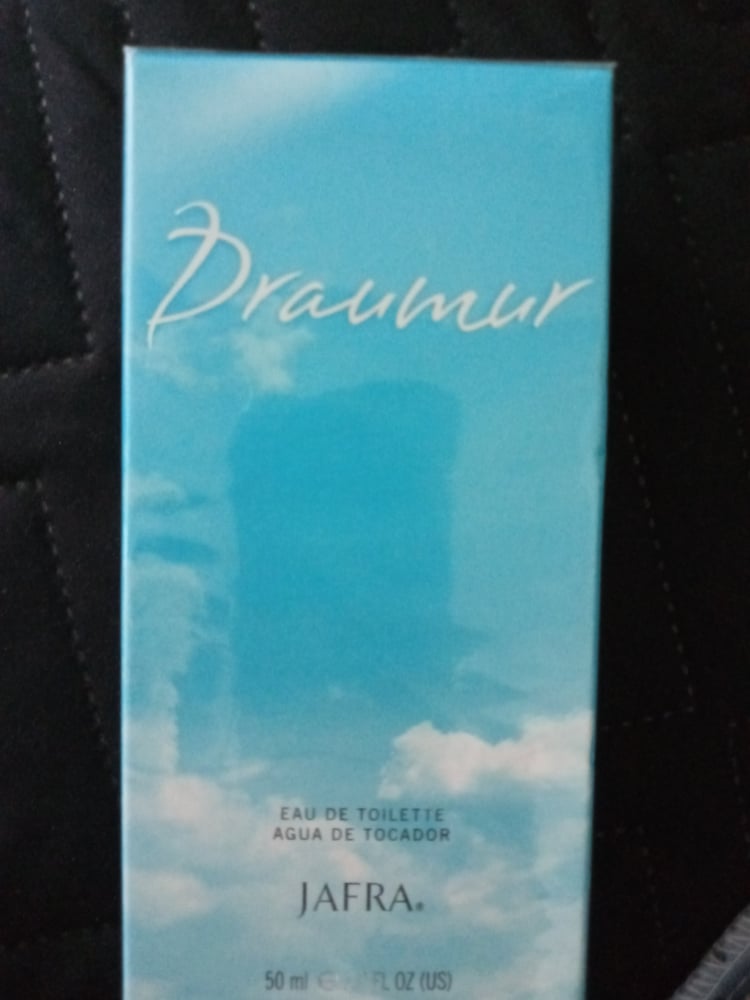 Draumur
EAU DE TOILETTE
AGUA DE TOCADOR
JAFRA®
50 ml FL OZ (US)